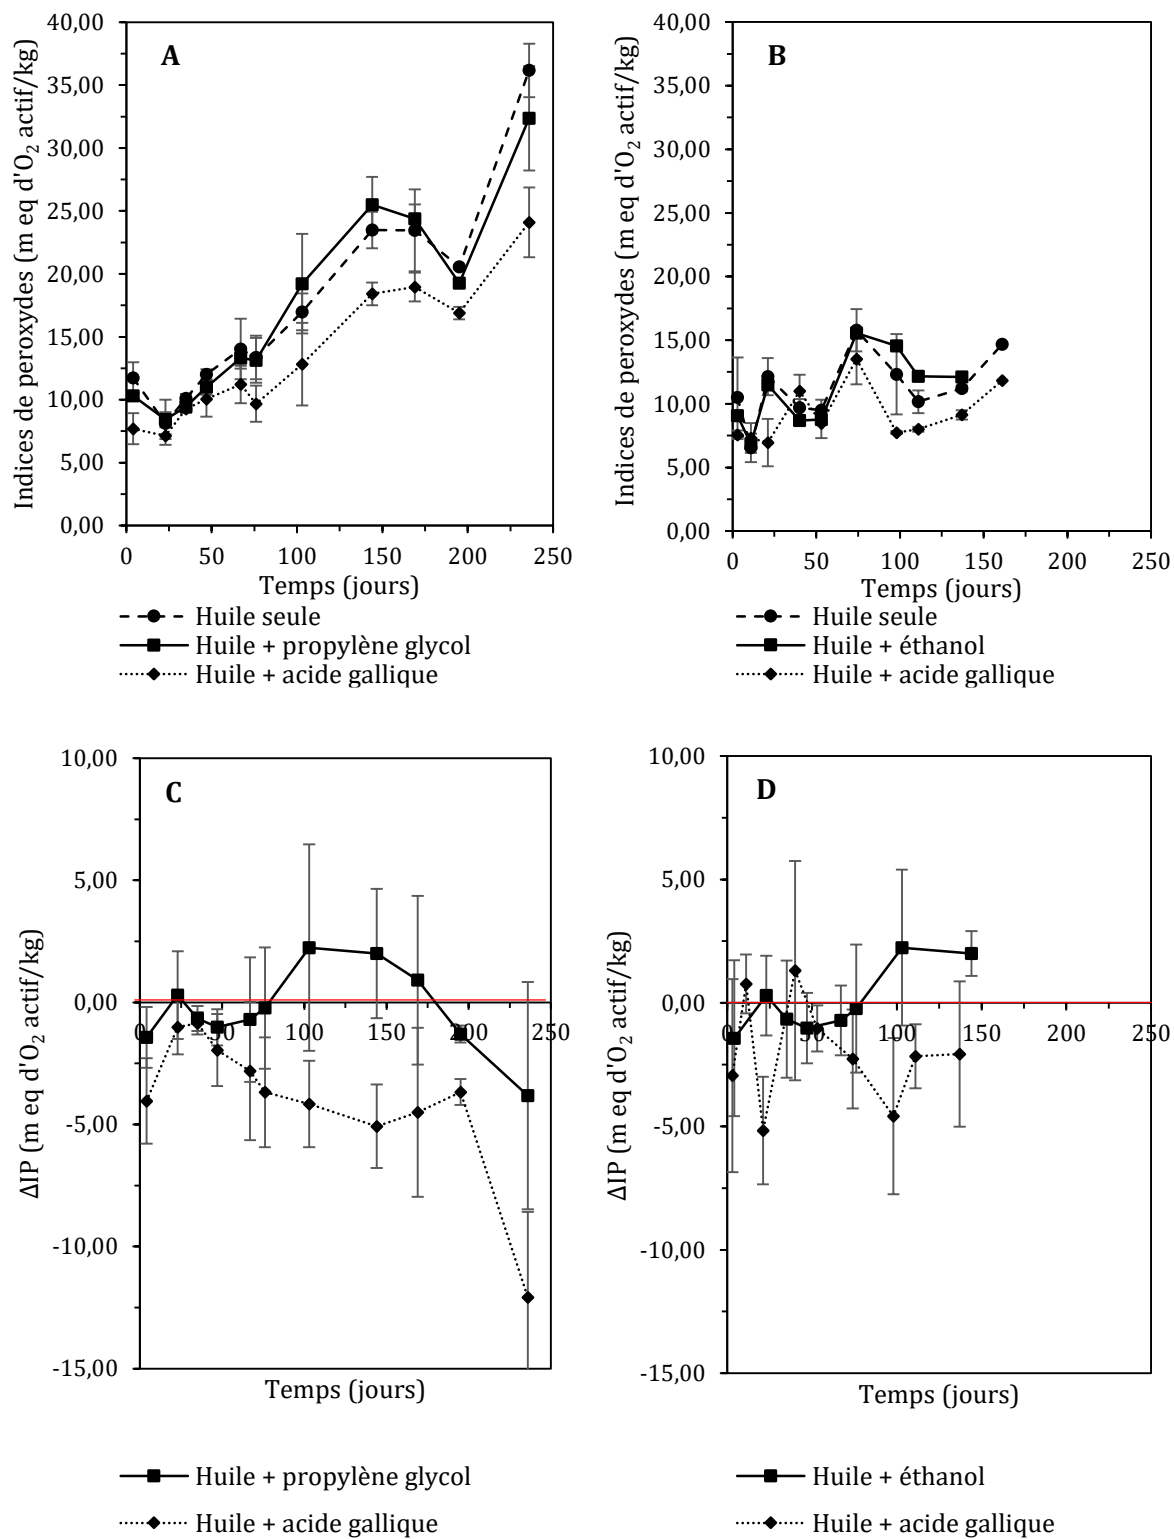 A
Indices de peroxydes (m eq d'O2 actif/kg)
40,00
35,00
30,00
25,00
20,00
15,00
10,00
5,00
0,00
0 50 100 150 200 250
Temps (jours)
Huile seule
Huile + propylène glycol
Huile + acide gallique
B
Indices de peroxydes (m eq d'O2 actif/kg)
40,00
35,00
30,00
25,00
20,00
15,00
10,00
5,00
0,00
0 50 100 150 200 250
Temps (jours)
Huile seule
Huile + éthanol
Huile + acide gallique
C
ΔIP (m eq d'O2 actif/kg)
10,00
5,00
0,00
-5,00
-10,00
-15,00
0 50 100 150 200 250
Temps (jours)
Huile + propylène glycol
Huile + acide gallique
D
ΔIP (m eq d'O2 actif/kg)
10,00
5,00
0,00
-5,00
-10,00
-15,00
0 50 100 150 200 250
Temps (jours)
Huile + éthanol
Huile + acide gallique